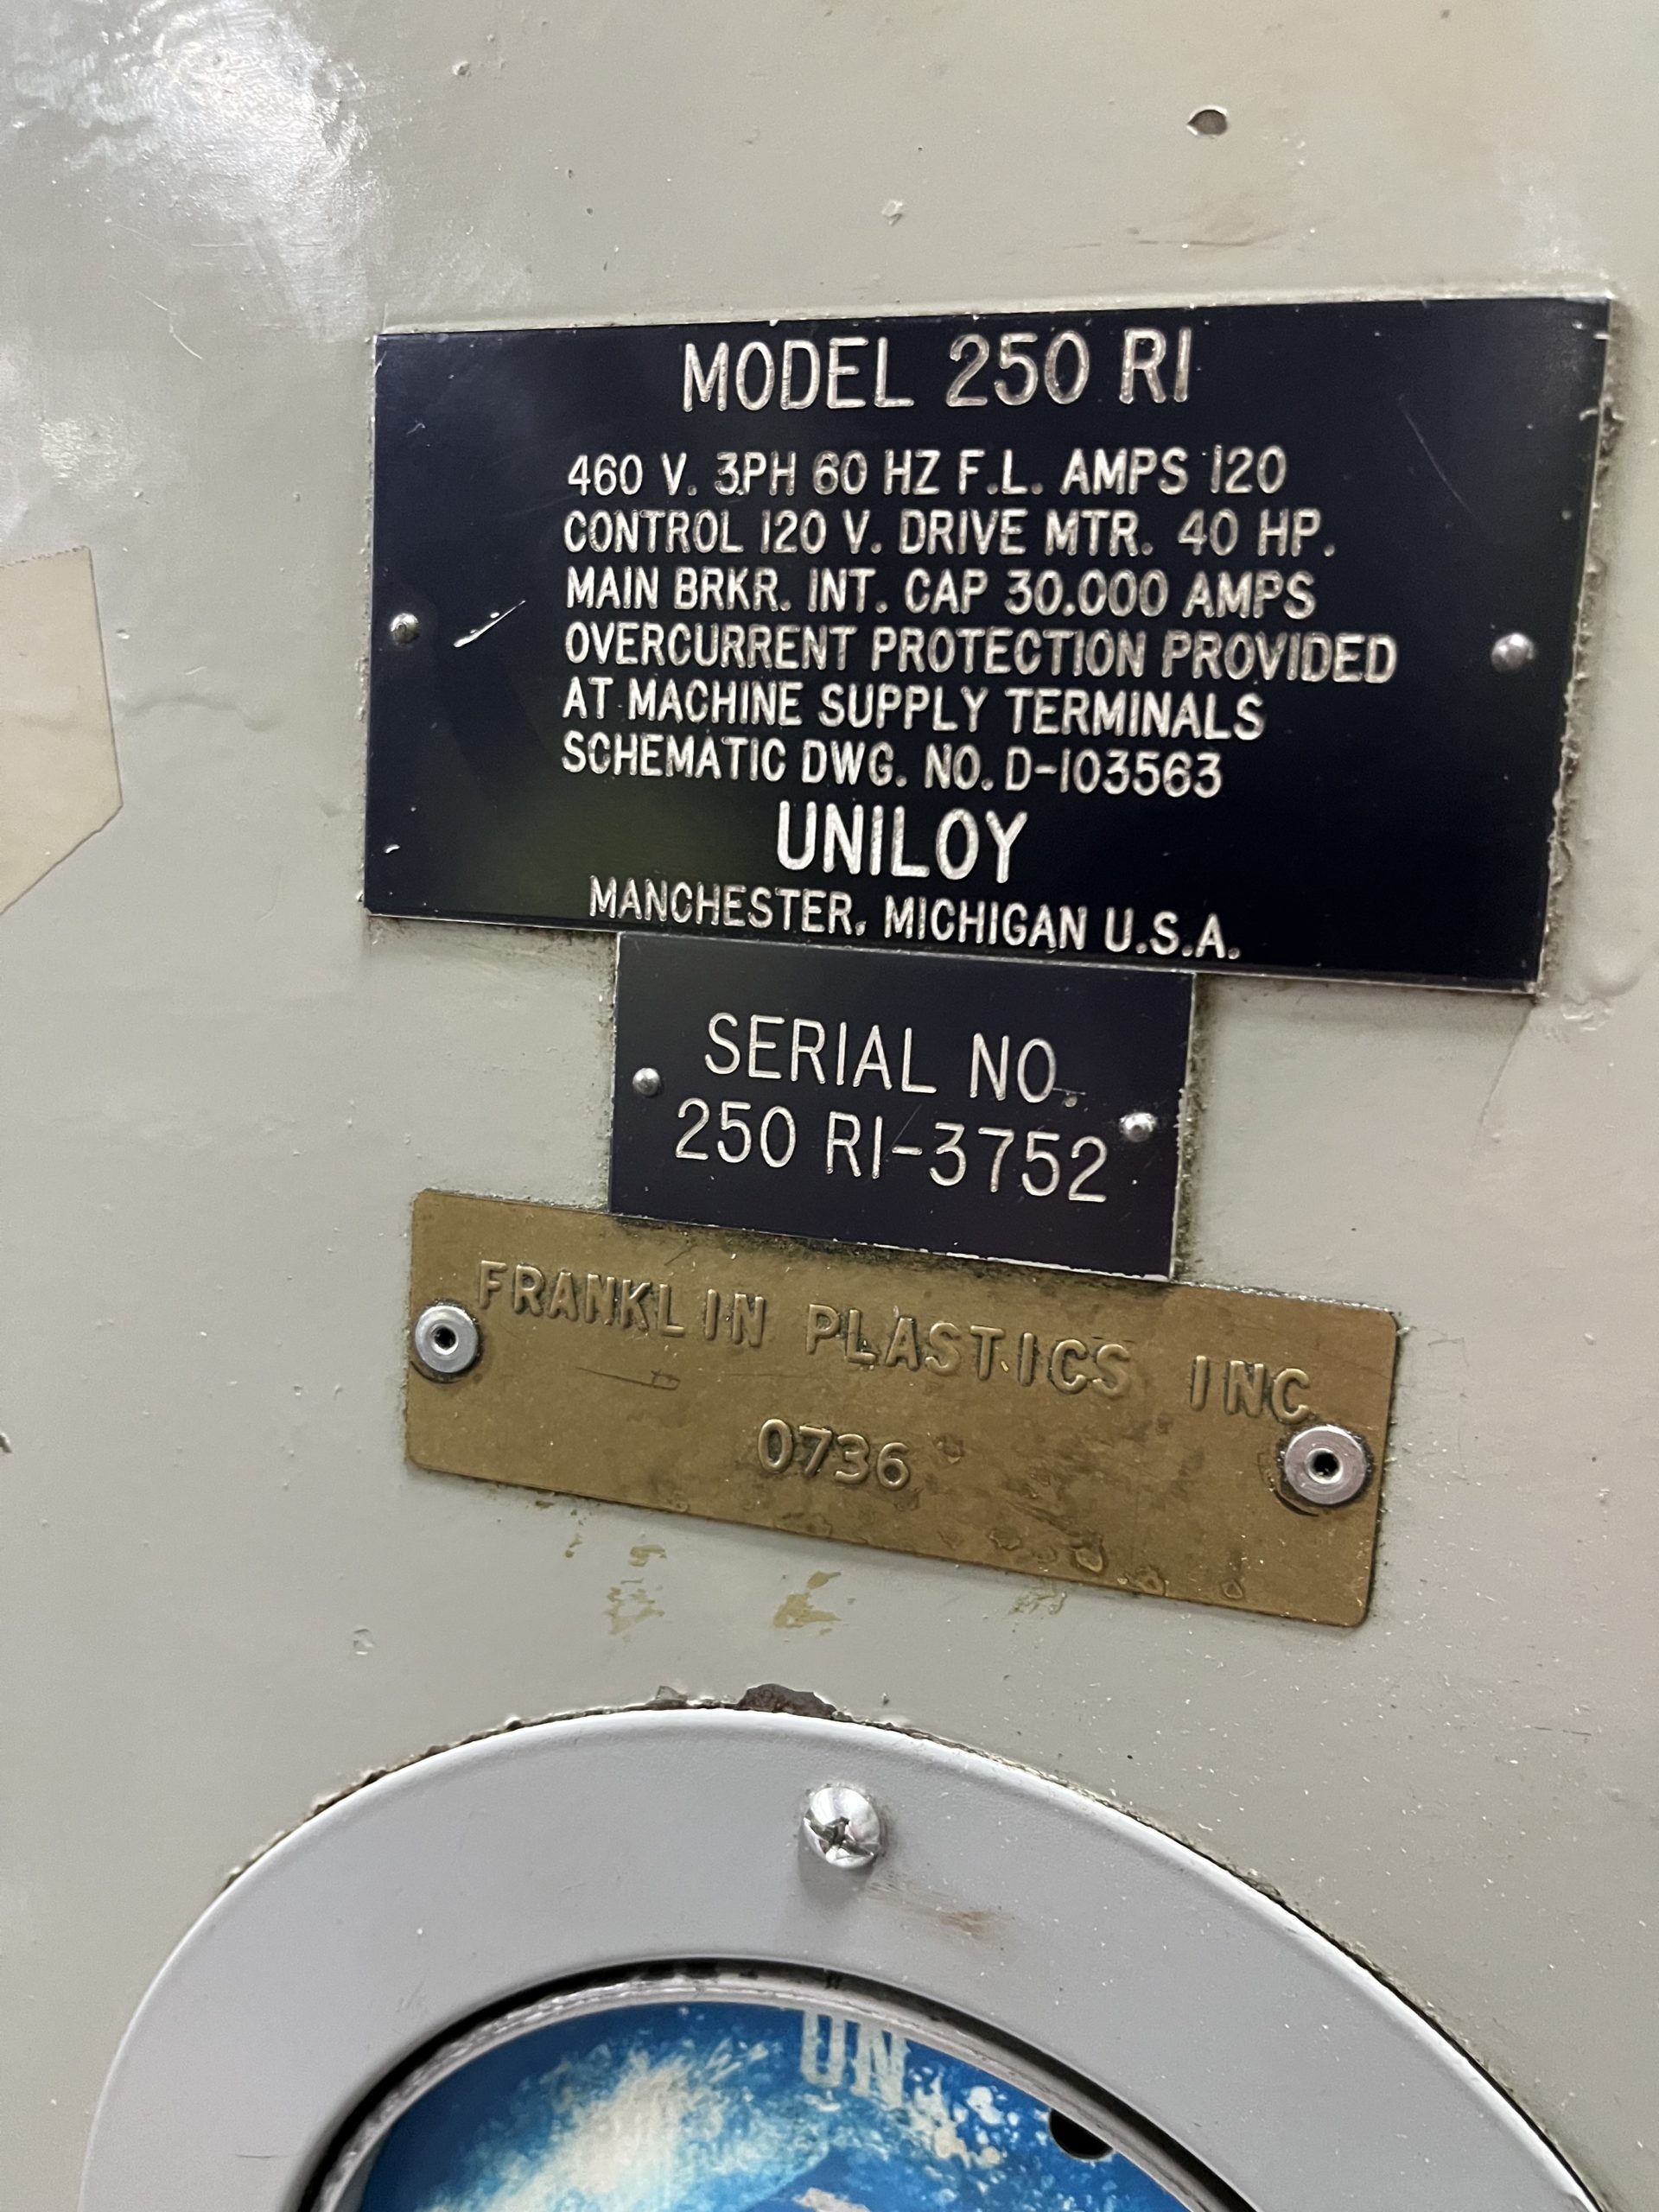 MODEL 250 RI
460 V. 3PH 60 HZ F.L. AMPS 120
CONTROL 120 V. DRIVE MTR. 40 HP.
MAIN BRKR. INT. CAP 30.000 AMPS
OVERCURRENT PROTECTION PROVIDED
AT MACHINE SUPPLY TERMINALS
SCHEMATIC DWG. NO. D-103563
UNILOY
MANCHESTER, MICHIGAN U.S.A.
SERIAL NO.
250 RI-3752
FRANKLIN PLASTICS INC
0736
UN